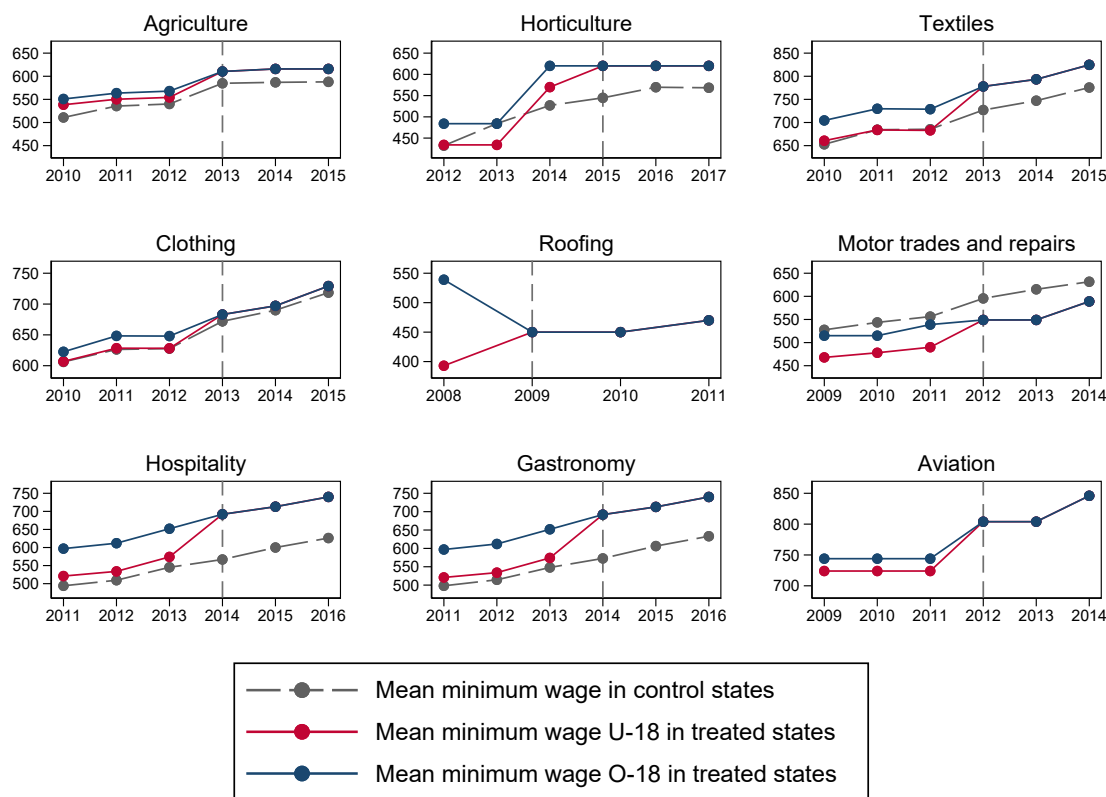 Agriculture
650
600
550
500
450
2010 2011 2012 2013 2014 2015
Horticulture
600
550
500
450
2012 2013 2014 2015 2016 2017
Textiles
850
800
750
700
650
2010 2011 2012 2013 2014 2015
Clothing
750
700
650
600
2010 2011 2012 2013 2014 2015
Roofing
550
500
450
400
2008 2009 2010 2011
Motor trades and repairs
650
600
550
500
450
2009 2010 2011 2012 2013 2014
Hospitality
750
700
650
600
550
500
2011 2012 2013 2014 2015 2016
Gastronomy
750
700
650
600
550
500
2011 2012 2013 2014 2015 2016
Aviation
850
800
750
700
2009 2010 2011 2012 2013 2014
Mean minimum wage in control states
Mean minimum wage U-18 in treated states
Mean minimum wage O-18 in treated states